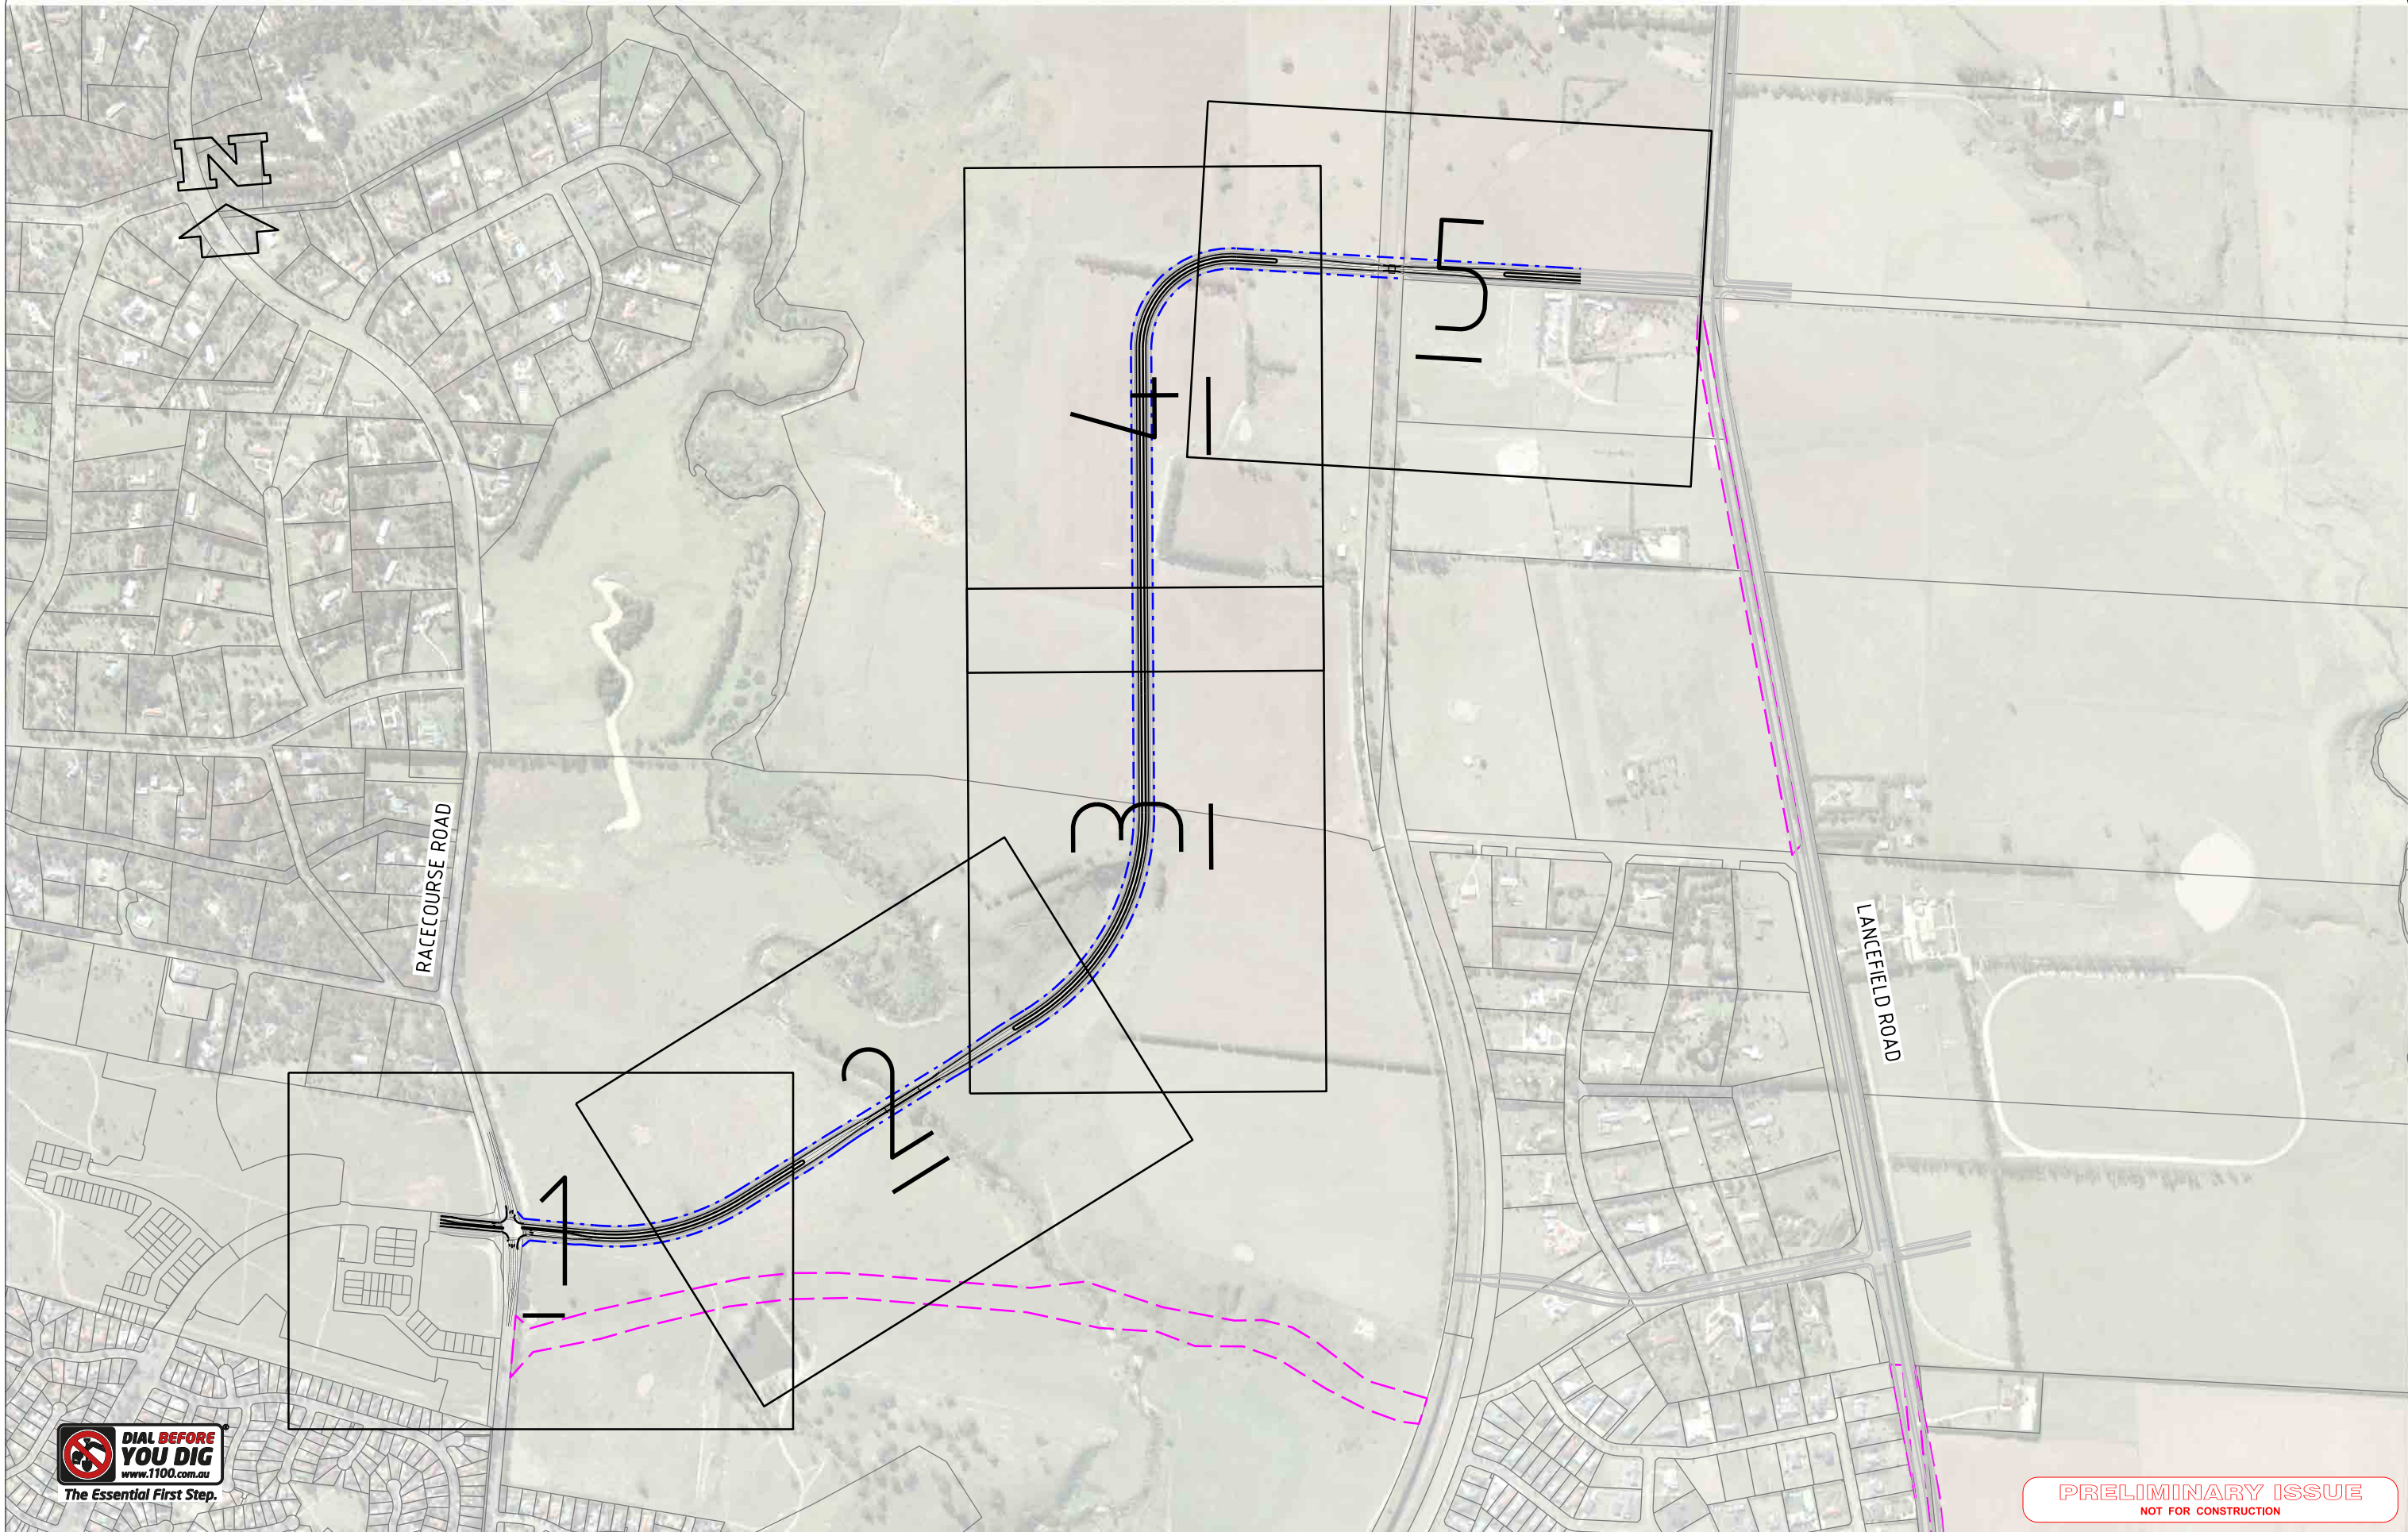 N
5
4
3
RACECOURSE ROAD
LANCEFIELD ROAD
2
1
DIAL BEFORE
YOU DIG
www.1100.com.au
The Essential First Step.
®
PRELIMINARY ISSUE
NOT FOR CONSTRUCTION